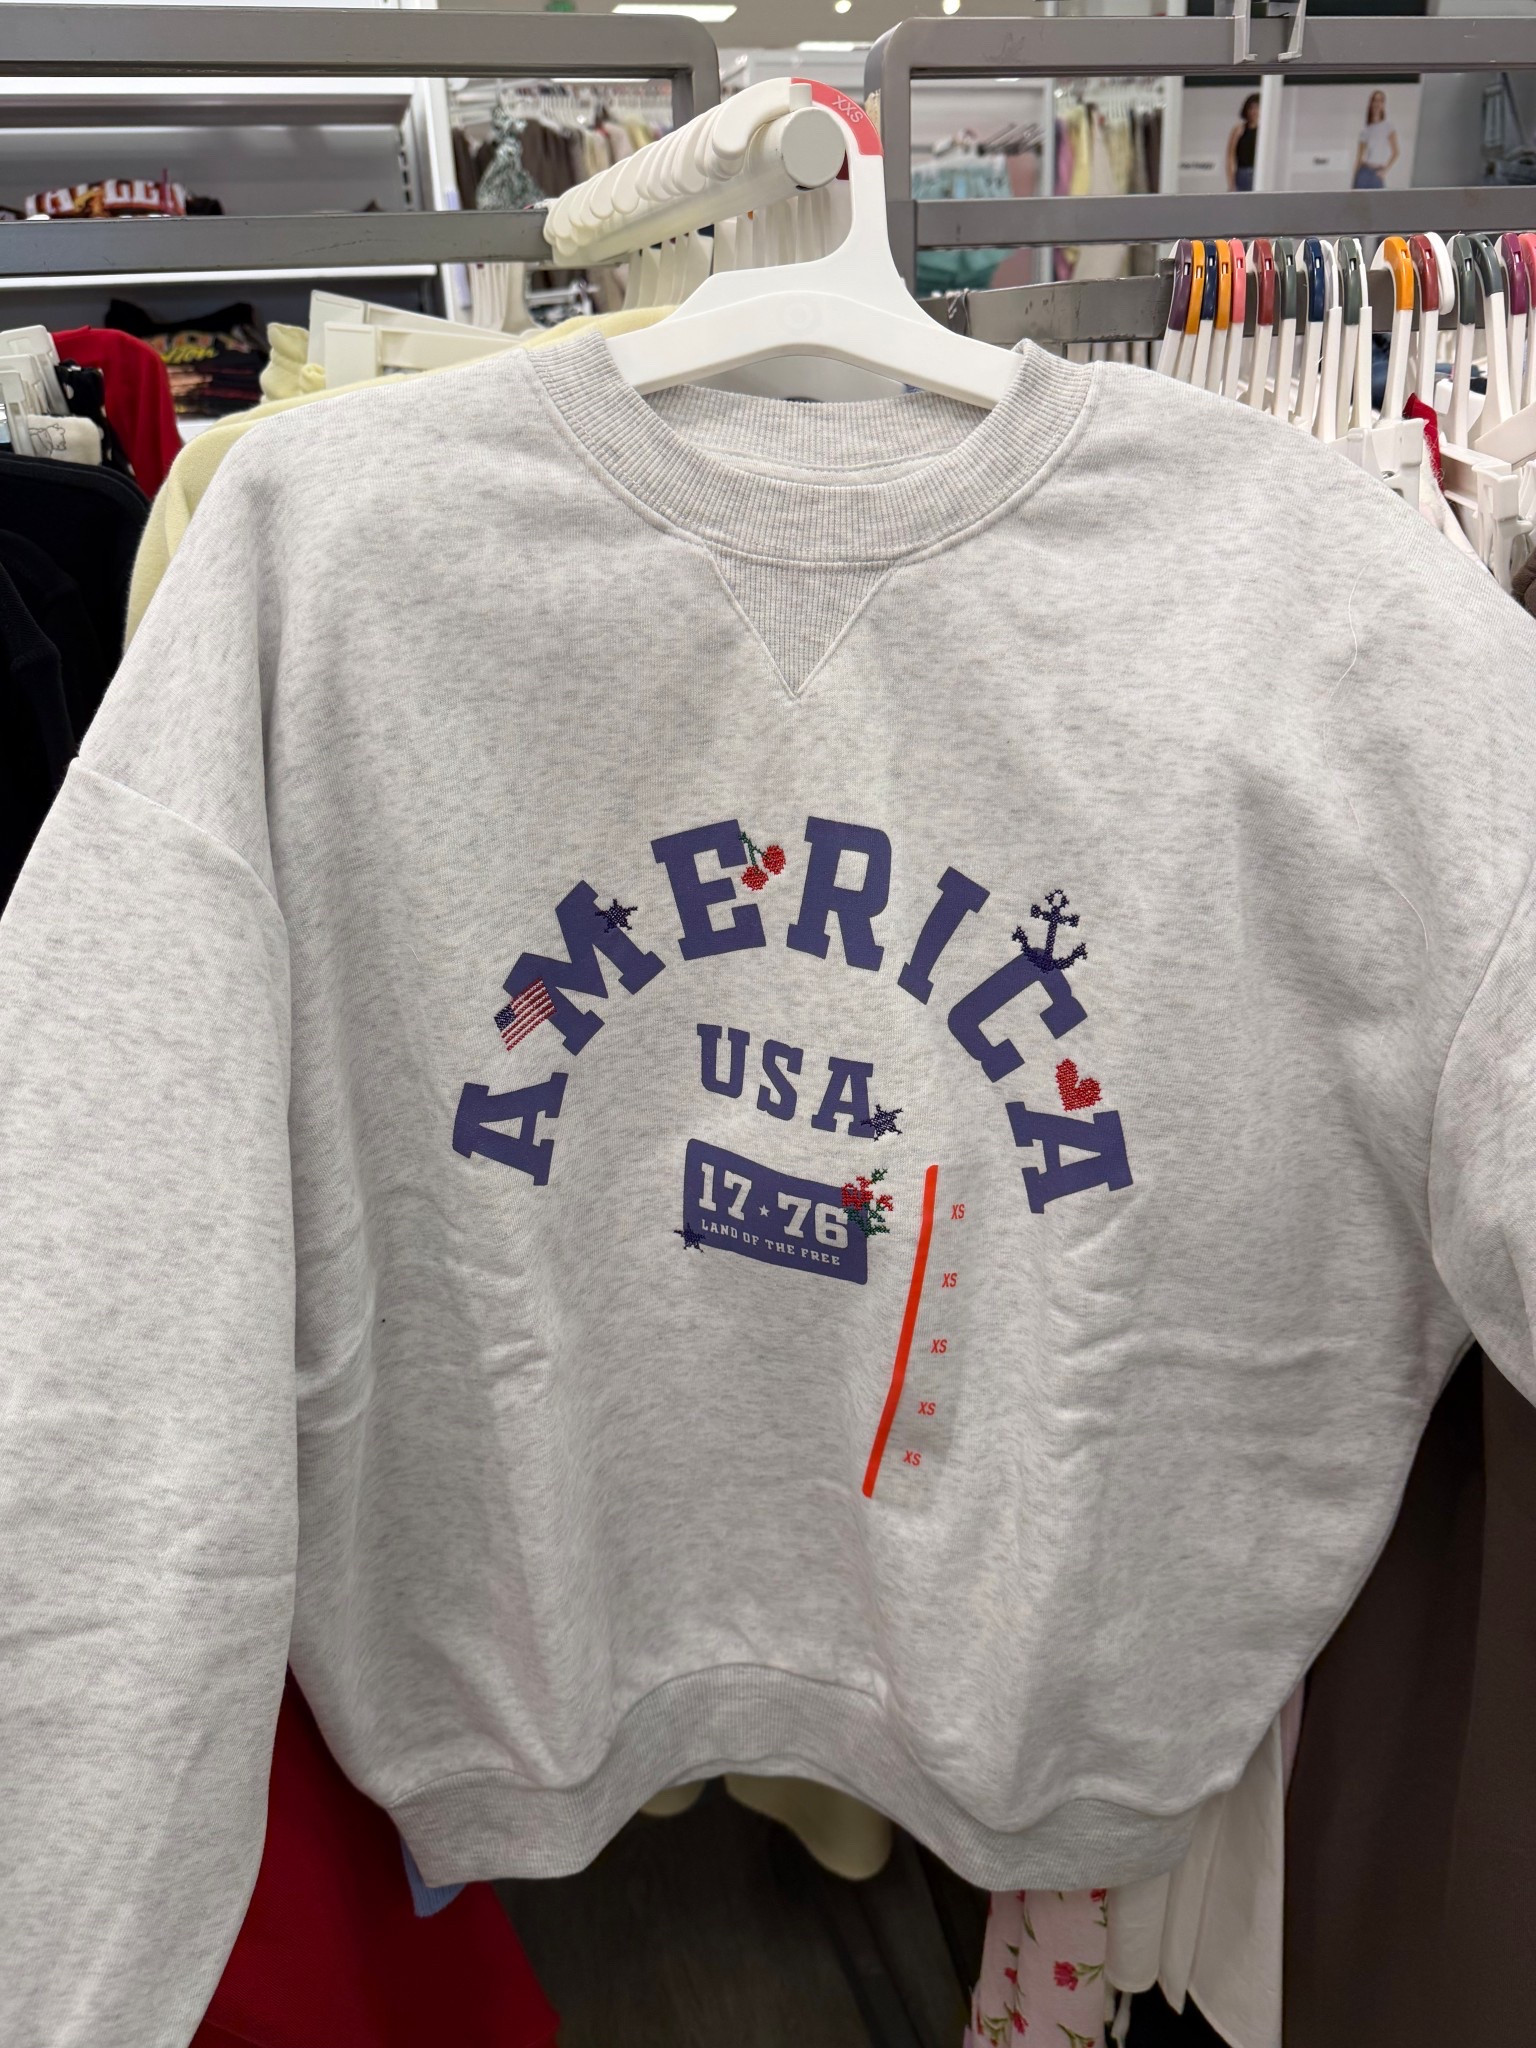 XXS
AMERICA
USA
17★76
LAND OF THE FREE
XS
XS
XS
XS
XS